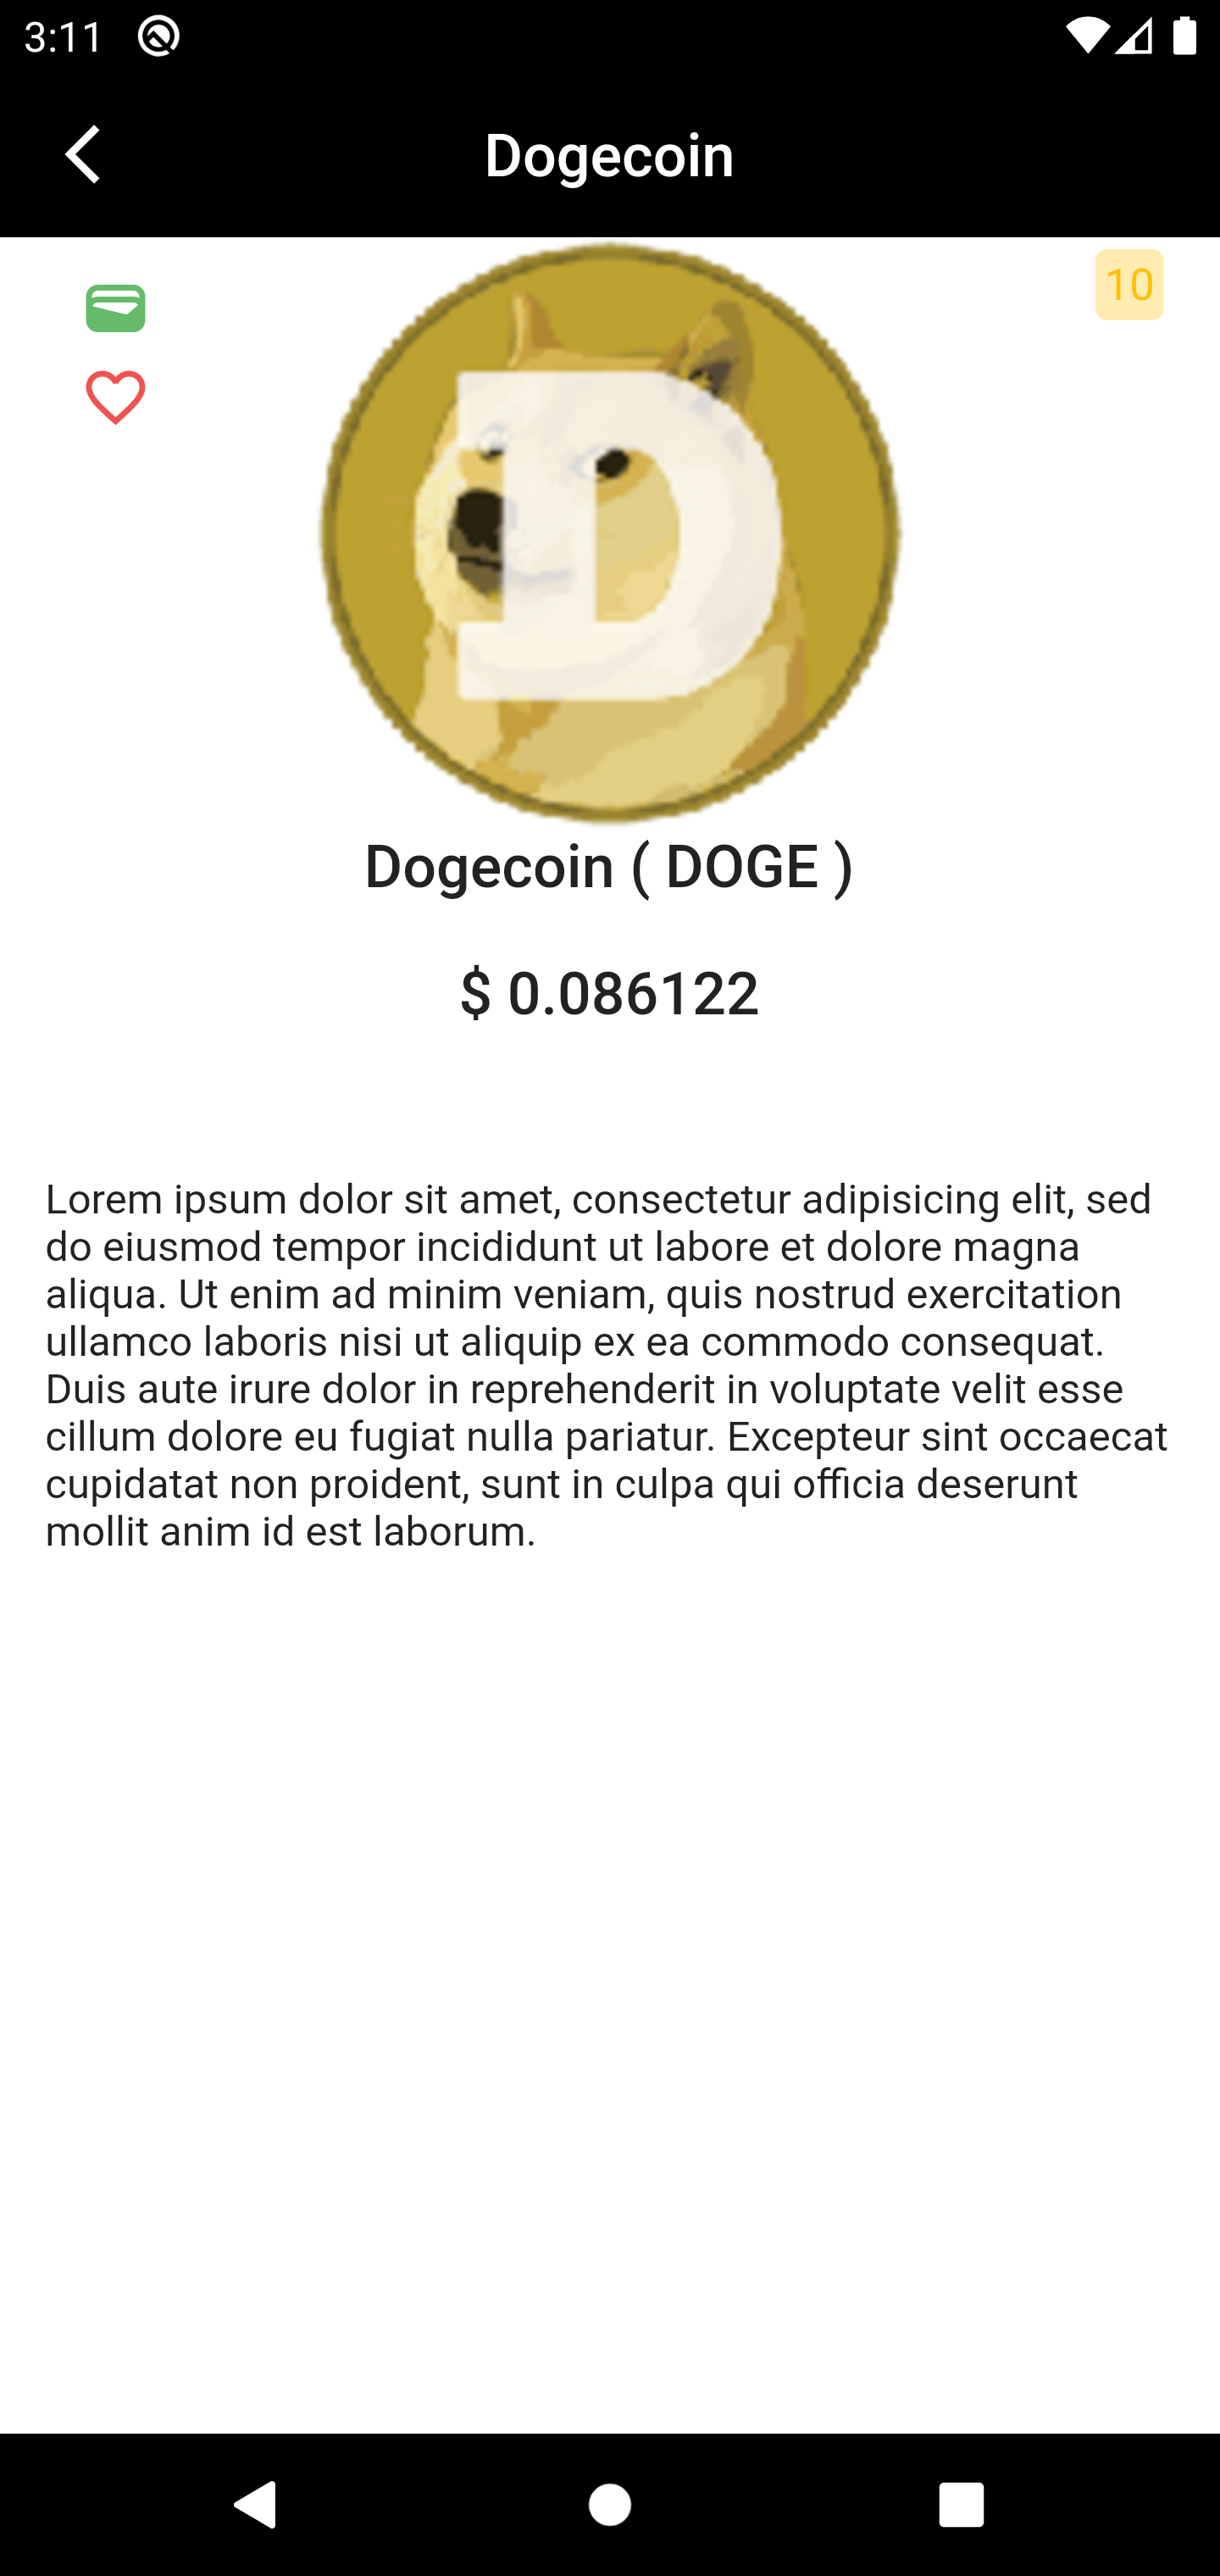 3:11
Dogecoin
10
D
Dogecoin ( DOGE )
$ 0.086122
Lorem ipsum dolor sit amet, consectetur adipisicing elit, sed
do eiusmod tempor incididunt ut labore et dolore magna
aliqua. Ut enim ad minim veniam, quis nostrud exercitation
ullamco laboris nisi ut aliquip ex ea commodo consequat.
Duis aute irure dolor in reprehenderit in voluptate velit esse
cillum dolore eu fugiat nulla pariatur. Excepteur sint occaecat
cupidatat non proident, sunt in culpa qui officia deserunt
mollit anim id est laborum.